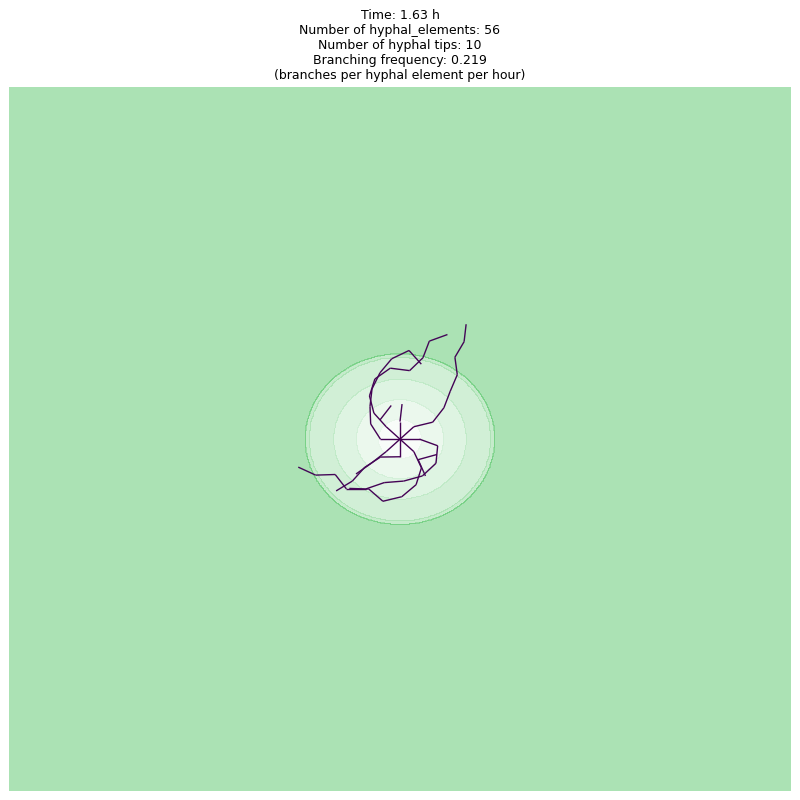 Time: 1.63 h
Number of hyphal_elements: 56
Number of hyphal tips: 10
Branching frequency: 0.219
(branches per hyphal element per hour)